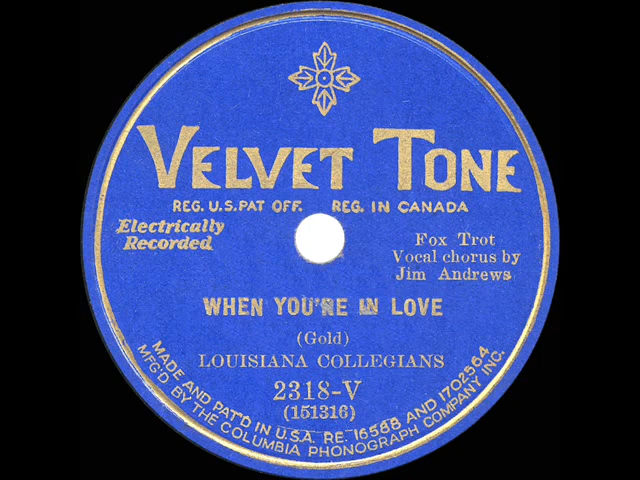 VELVET TONE
REG. U.S. PAT OFF. REG. IN CANADA
Electrically
Recorded
Fox Trot
Vocal chorus by
Jim Andrews
WHEN YOU'RE IN LOVE
(Gold)
LOUISIANA COLLEGIANS
2318-V
(151316)
MADE AND PAT'D IN U.S.A. RE. 16588 AND 1702564
MFG'D. BY THE COLUMBIA PHONOGRAPH COMPANY INC.